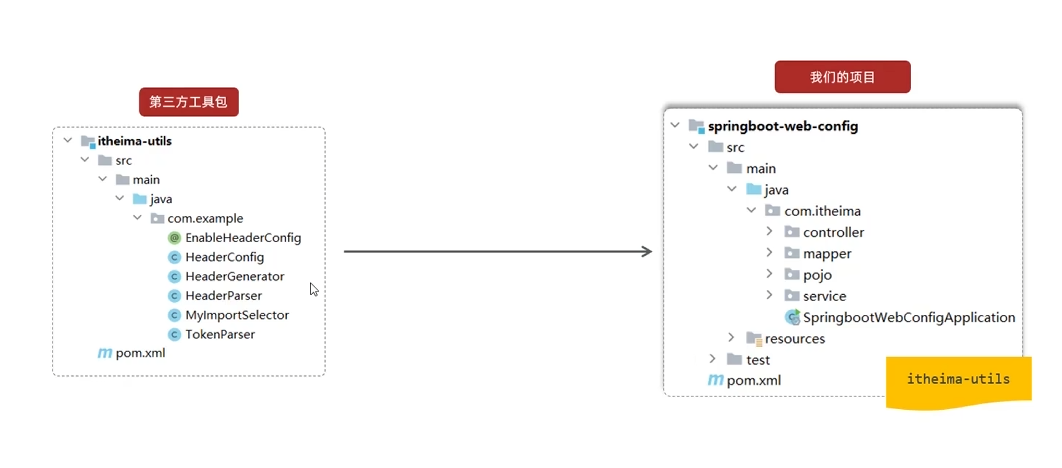 第三方工具包
itheima-utils
src
main
java
com.example
EnableHeaderConfig
HeaderConfig
HeaderGenerator
HeaderParser
MyImportSelector
TokenParser
pom.xml
我们的项目
springboot-web-config
src
main
java
com.itheima
controller
mapper
pojo
service
SpringbootWebConfigApplication
resources
test
pom.xml
itheima-utils